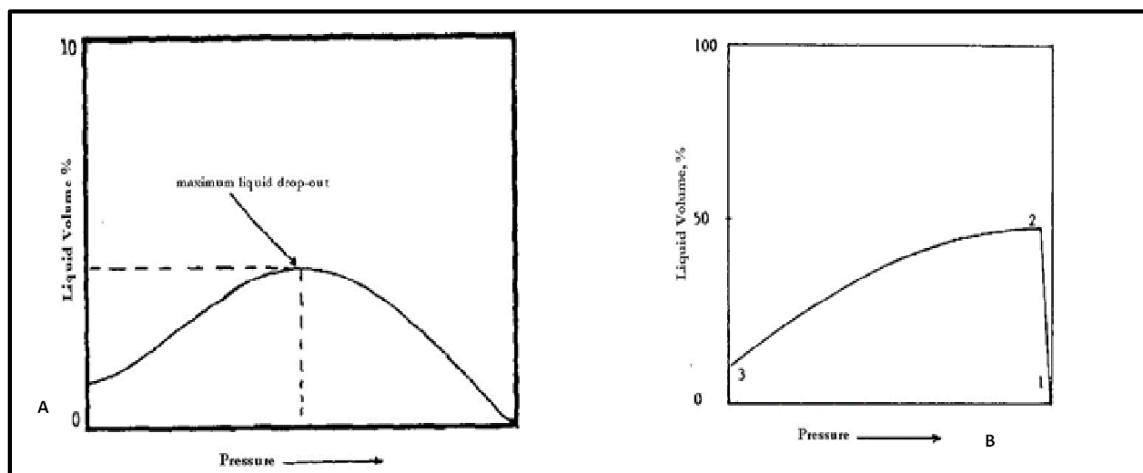 10
Liquid Volume %
maximum liquid drop-out
0
A
Pressure
100
Liquid Volume, %
50
2
3
1
0
Pressure
B